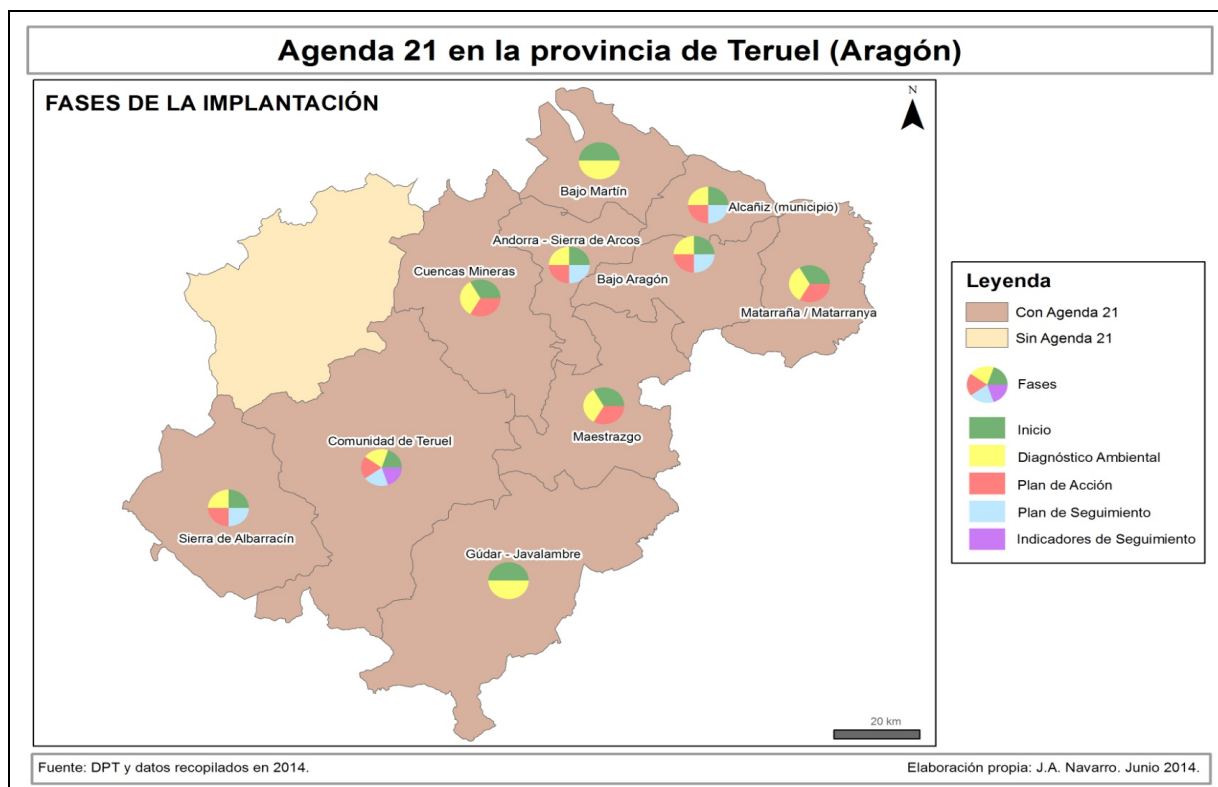 Agenda 21 en la provincia de Teruel (Aragón)
FASES DE LA IMPLANTACIÓN
N
Bajo Martín
Alcañiz (municipio)
Andorra - Sierra de Arcos
Cuencas Mineras
Bajo Aragón
Matarraña / Matarranya
Maestrazgo
Comunidad de Teruel
Sierra de Albarracín
Gúdar - Javalambre
20 km
Leyenda
Con Agenda 21
Sin Agenda 21
Fases
Inicio
Diagnóstico Ambiental
Plan de Acción
Plan de Seguimiento
Indicadores de Seguimiento
Fuente: DPT y datos recopilados en 2014.
Elaboración propia: J.A. Navarro. Junio 2014.